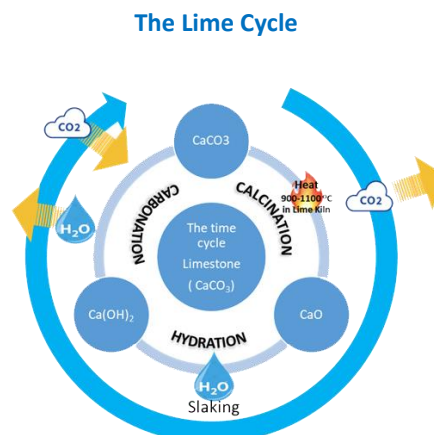 The Lime Cycle
CO2
CaCO3
CARBONATION
CALCINATION
Heat
900-1100°C
in Lime Kiln
CO2
H₂O
The time
cycle
Limestone
( CaCO₃)
Ca(OH)₂
CaO
HYDRATION
H₂O
Slaking